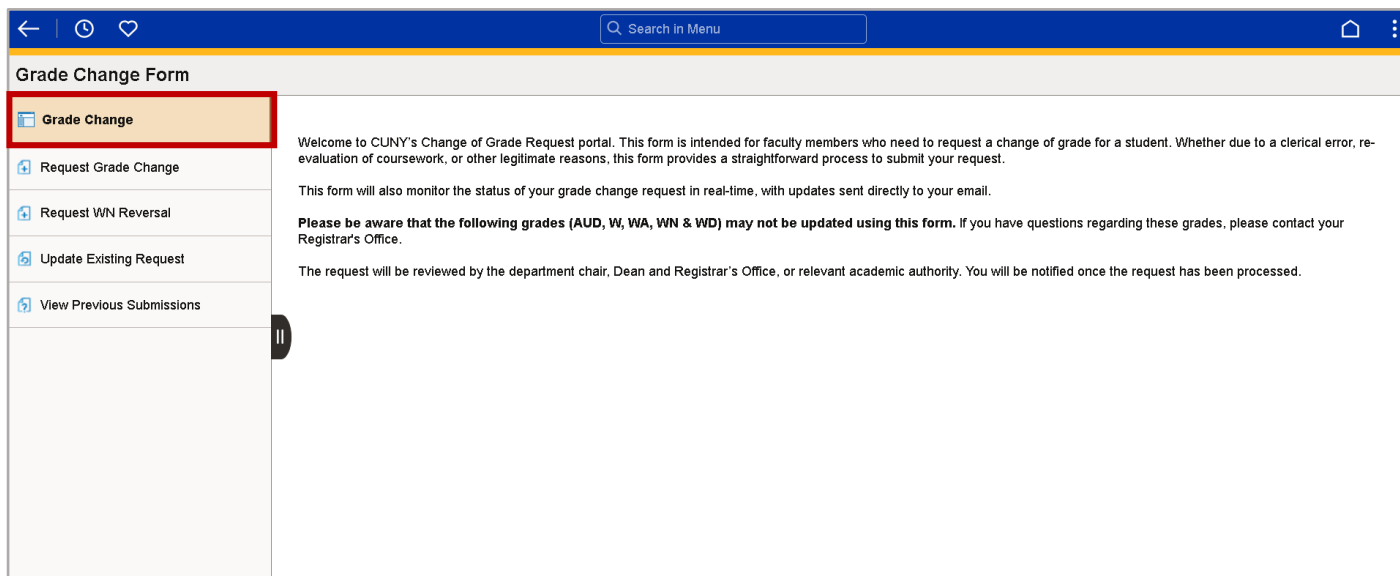 Search in Menu
Grade Change Form
Grade Change
Request Grade Change
Request WN Reversal
Update Existing Request
View Previous Submissions
Welcome to CUNY's Change of Grade Request portal. This form is intended for faculty members who need to request a change of grade for a student. Whether due to a clerical error, re-
evaluation of coursework, or other legitimate reasons, this form provides a straightforward process to submit your request.
This form will also monitor the status of your grade change request in real-time, with updates sent directly to your email.
Please be aware that the following grades (AUD, W, WA, WN & WD) may not be updated using this form. If you have questions regarding these grades, please contact your
Registrar's Office.
The request will be reviewed by the department chair, Dean and Registrar's Office, or relevant academic authority. You will be notified once the request has been processed.